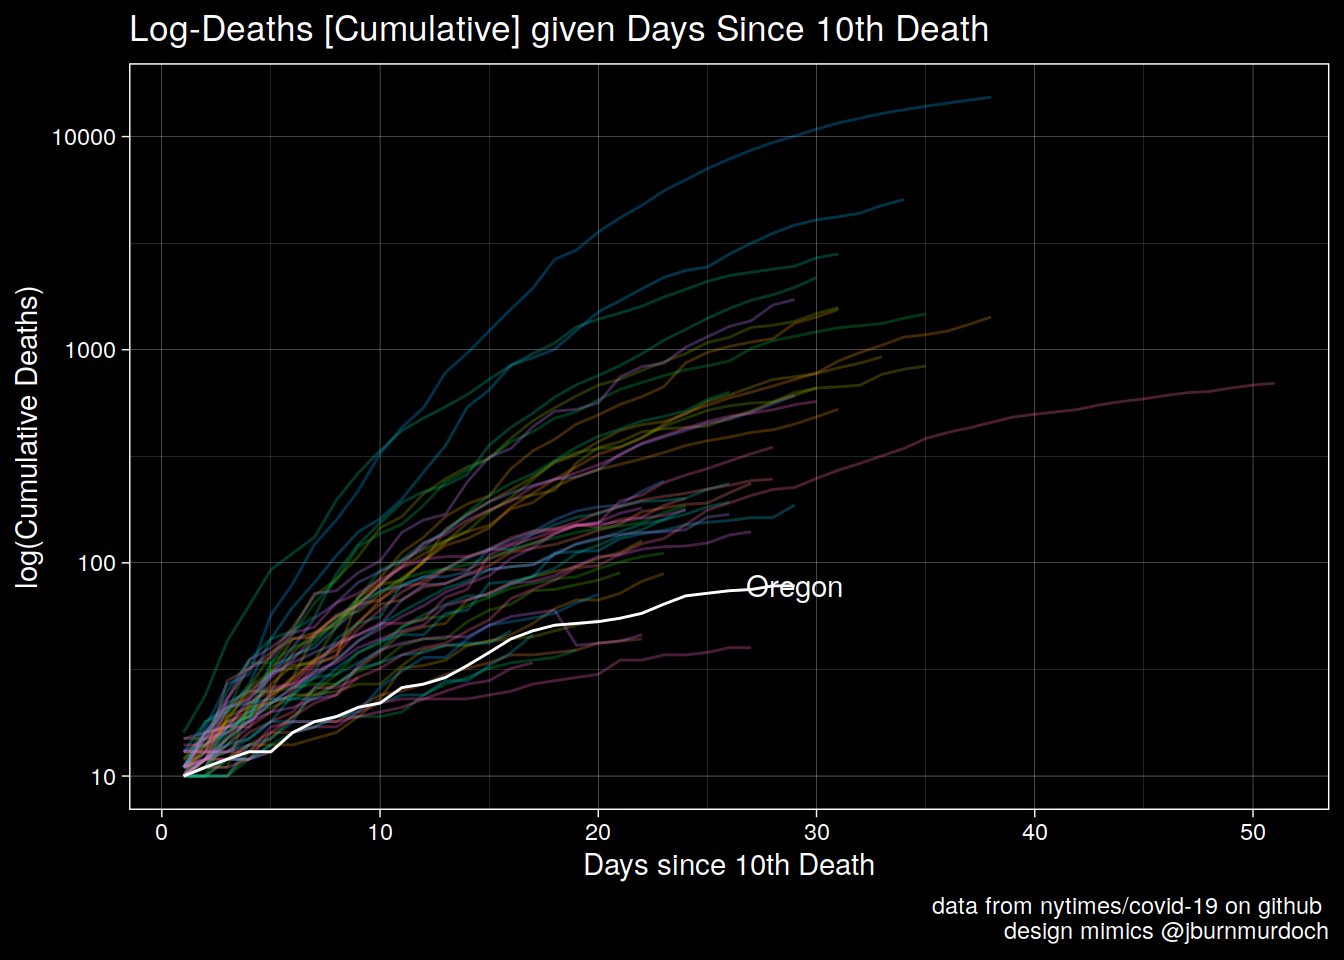 Log-Deaths [Cumulative] given Days Since 10th Death
log(Cumulative Deaths)
10000
1000
100
10
Oregon
0 10 20 30 40 50
Days since 10th Death
data from nytimes/covid-19 on github
design mimics @jburnmurdoch